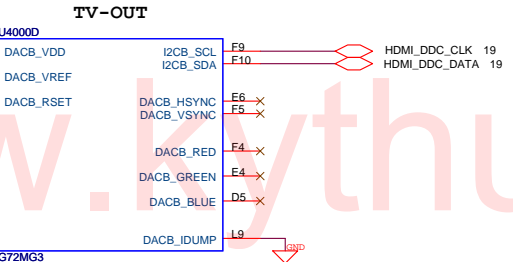 TV-OUT
U4000D
DACB_VDD I2CB_SCL F9 HDMI_DDC_CLK 19
I2CB_SDA F10 HDMI_DDC_DATA 19
DACB_VREF
DACB_RSET DACB_HSYNC E6
DACB_VSYNC F5
DACB_RED F4
DACB_GREEN E4
DACB_BLUE D5
DACB_IDUMP L9
GND
G72MG3
w.kythu